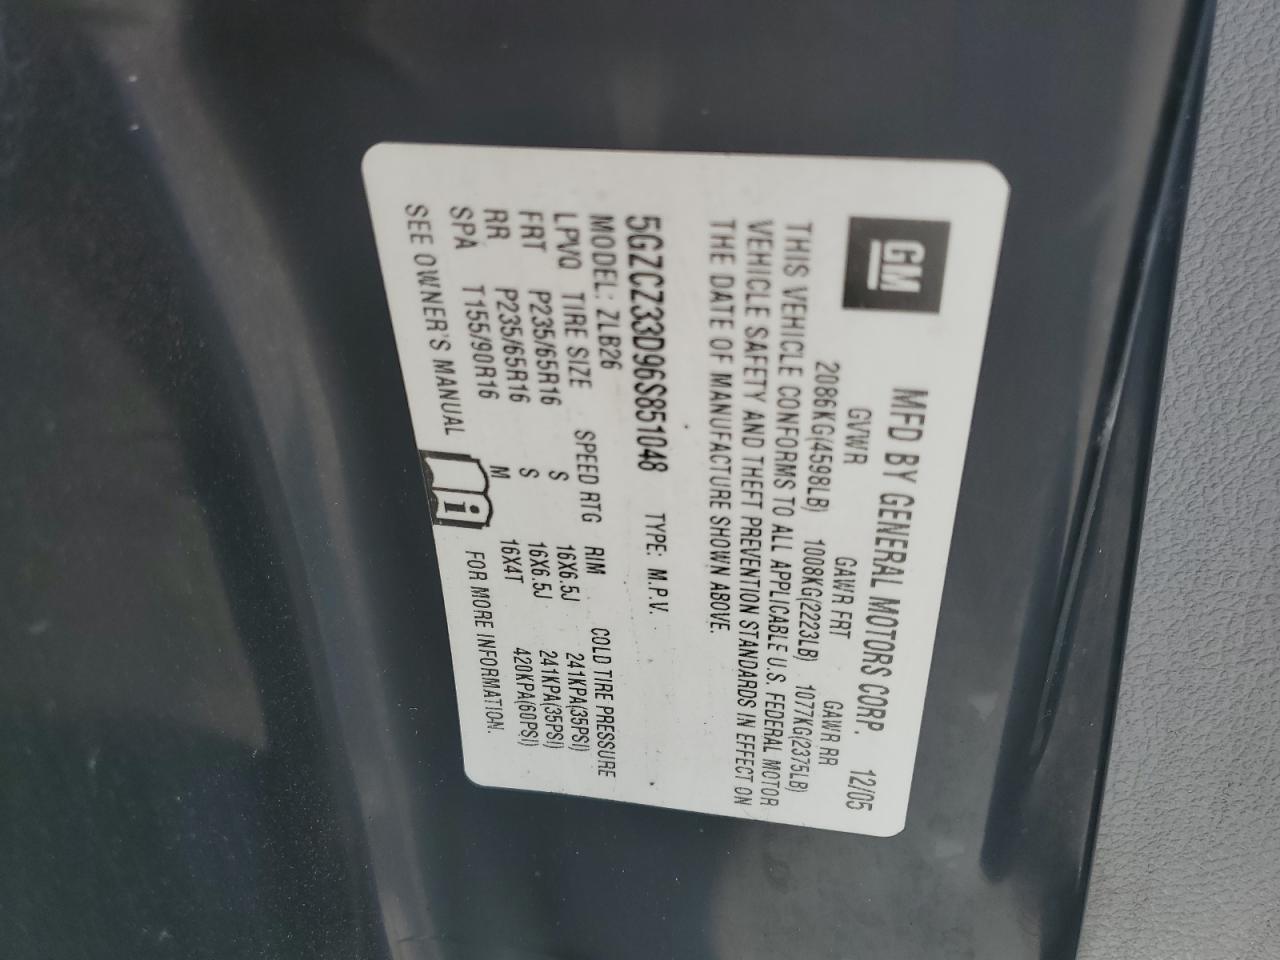 GM
MFD BY GENERAL MOTORS CORP. 12/05
GVWR GAWR FRT GAWR RR
2086KG(4598LB) 1008KG(2223LB) 1077KG(2375LB)
THIS VEHICLE CONFORMS TO ALL APPLICABLE U.S. FEDERAL MOTOR
VEHICLE SAFETY AND THEFT PREVENTION STANDARDS IN EFFECT ON
THE DATE OF MANUFACTURE SHOWN ABOVE.
5GZCZ33D96S851048 TYPE: M.P.V.
MODEL: ZLB26
LPVQ TIRE SIZE SPEED RTG RIM COLD TIRE PRESSURE
FRT P235/65R16 S 16X6.5J 241KPA(35PSI)
RR P235/65R16 S 16X6.5J 241KPA(35PSI)
SPA T155/90R16 M 16X4T 420KPA(60PSI)
SEE OWNER'S MANUAL i FOR MORE INFORMATION.